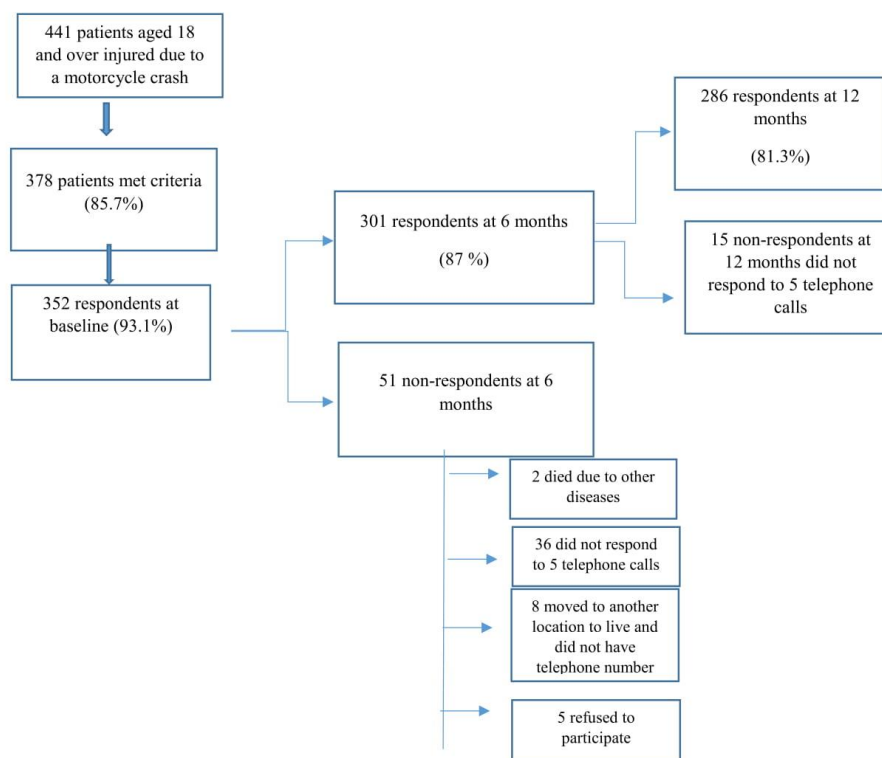 441 patients aged 18
and over injured due to
a motorcycle crash
378 patients met criteria
(85.7%)
352 respondents at
baseline (93.1%)
301 respondents at 6 months
(87 %)
286 respondents at 12
months
(81.3%)
15 non-respondents at
12 months did not
respond to 5 telephone
calls
51 non-respondents at 6
months
2 died due to other
diseases
36 did not respond
to 5 telephone calls
8 moved to another
location to live and
did not have
telephone number
5 refused to
participate